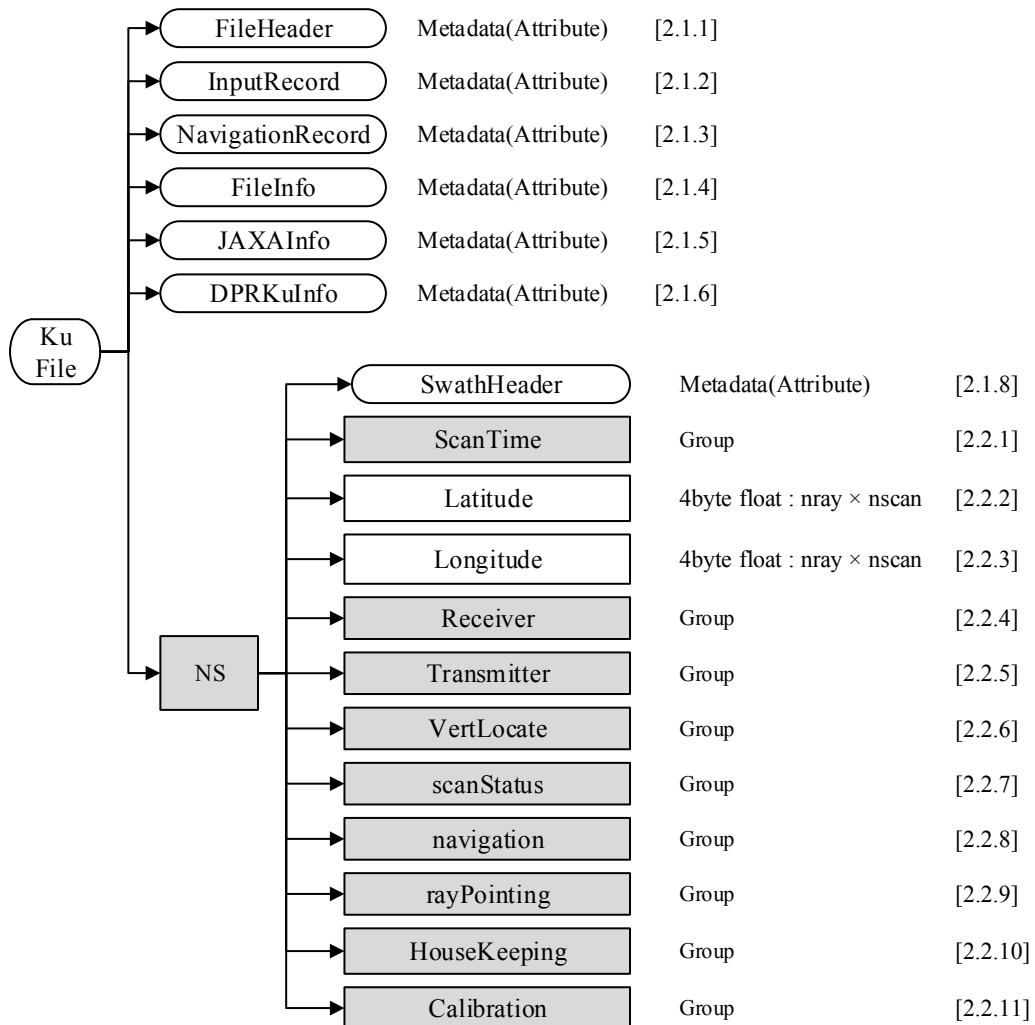 FileHeader Metadata(Attribute) [2.1.1]
InputRecord Metadata(Attribute) [2.1.2]
NavigationRecord Metadata(Attribute) [2.1.3]
FileInfo Metadata(Attribute) [2.1.4]
JAXAInfo Metadata(Attribute) [2.1.5]
DPRKuInfo Metadata(Attribute) [2.1.6]
Ku
File
SwathHeader Metadata(Attribute) [2.1.8]
ScanTime Group [2.2.1]
Latitude 4byte float : nray × nscan [2.2.2]
Longitude 4byte float : nray × nscan [2.2.3]
Receiver Group [2.2.4]
NS
Transmitter Group [2.2.5]
VertLocate Group [2.2.6]
scanStatus Group [2.2.7]
navigation Group [2.2.8]
rayPointing Group [2.2.9]
HouseKeeping Group [2.2.10]
Calibration Group [2.2.11]